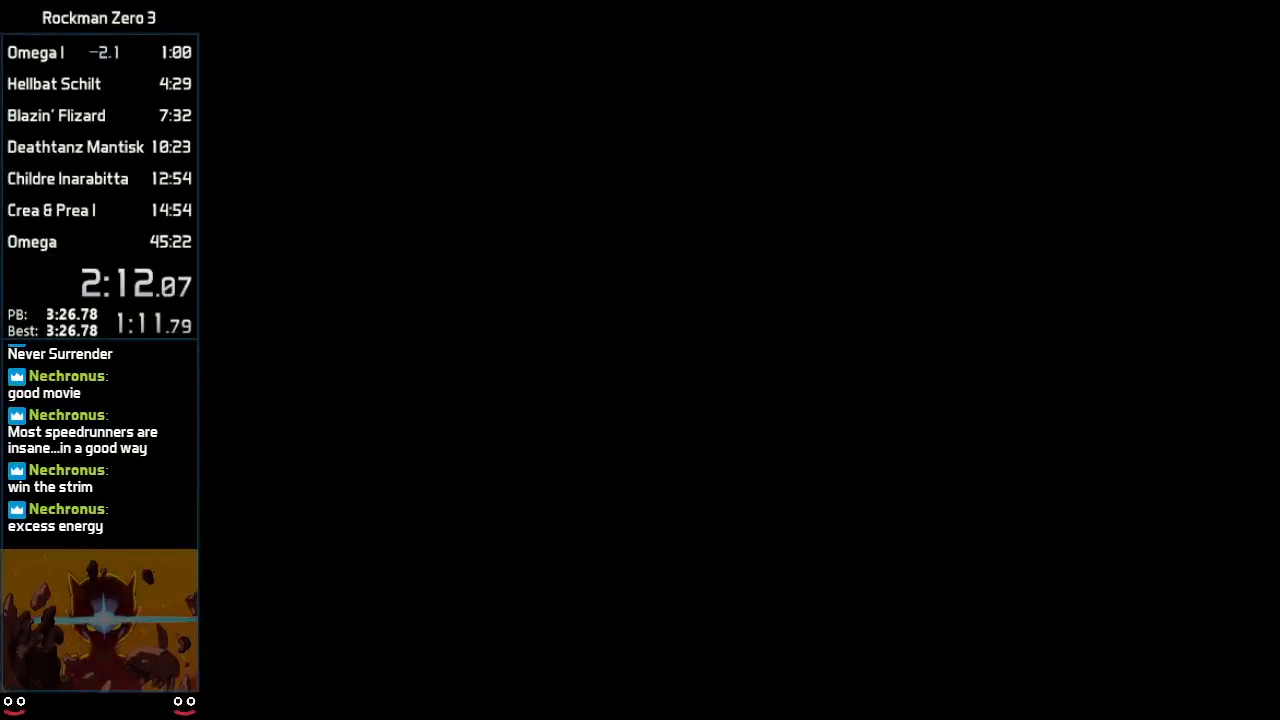 Rockman Zero 3
Omega I −2.1 1:00
Hellbat Schilt 4:29
Blazin' Flizard 7:32
Deathtanz Mantisk 10:23
Childre Inarabitta 12:54
Crea & Prea I 14:54
Omega 45:22
2:12.07
PB: 3:26.78
Best: 3:26.78
1:11.79
Never Surrender
Nechronus:
good movie
Nechronus:
Most speedrunners are
insane...in a good way
Nechronus:
win the strim
Nechronus:
excess energy